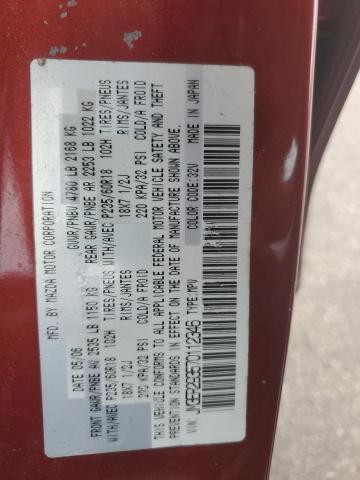 MFD. BY MAZDA MOTOR CORPORATION
DATE 05/06 GVWR/PNBV 4780 LB 2168 KG
FRONT GAWR/PNBE AV 2535 LB 1150 KG REAR GAWR/PNBE AR 2253 LB 1022 KG
WITH/AVEC P235/60R18 102H TIRES/PNEUS WITH/AVEC P235/60R18 102H TIRES/PNEUS
18X7 1/2J RIMS/JANTES 18X7 1/2J RIMS/JANTES
220 KPA/32 PSI COLD/A FROID 220 KPA/32 PSI COLD/A FROID
THIS VEHICLE CONFORMS TO ALL APPLICABLE FEDERAL MOTOR VEHICLE SAFETY AND THEFT
PREVENTION STANDARDS IN EFFECT ON THE DATE OF MANUFACTURE SHOWN ABOVE.
COLOR CODE: 32V MADE IN JAPAN
VIN: TYPE: MPV